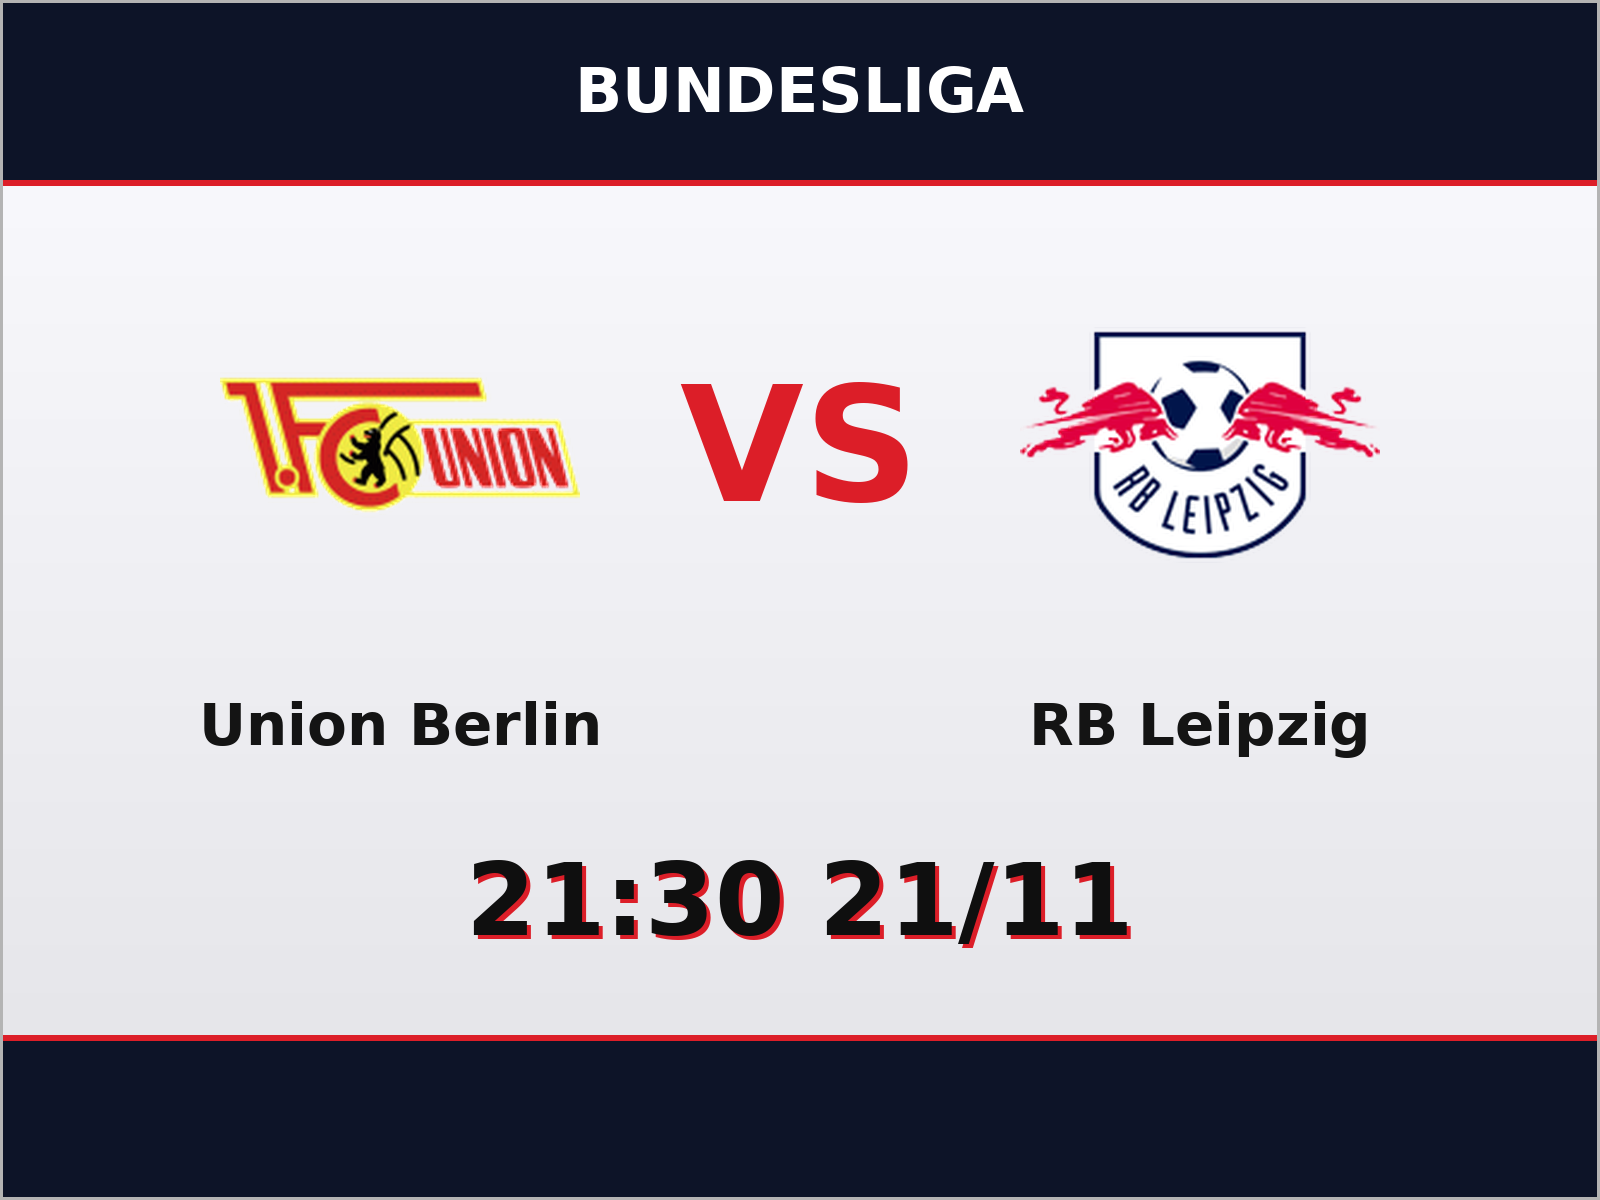 BUNDESLIGA
1.FC UNION
VS
RB LEIPZIG
Union Berlin
RB Leipzig
21:30 21/11